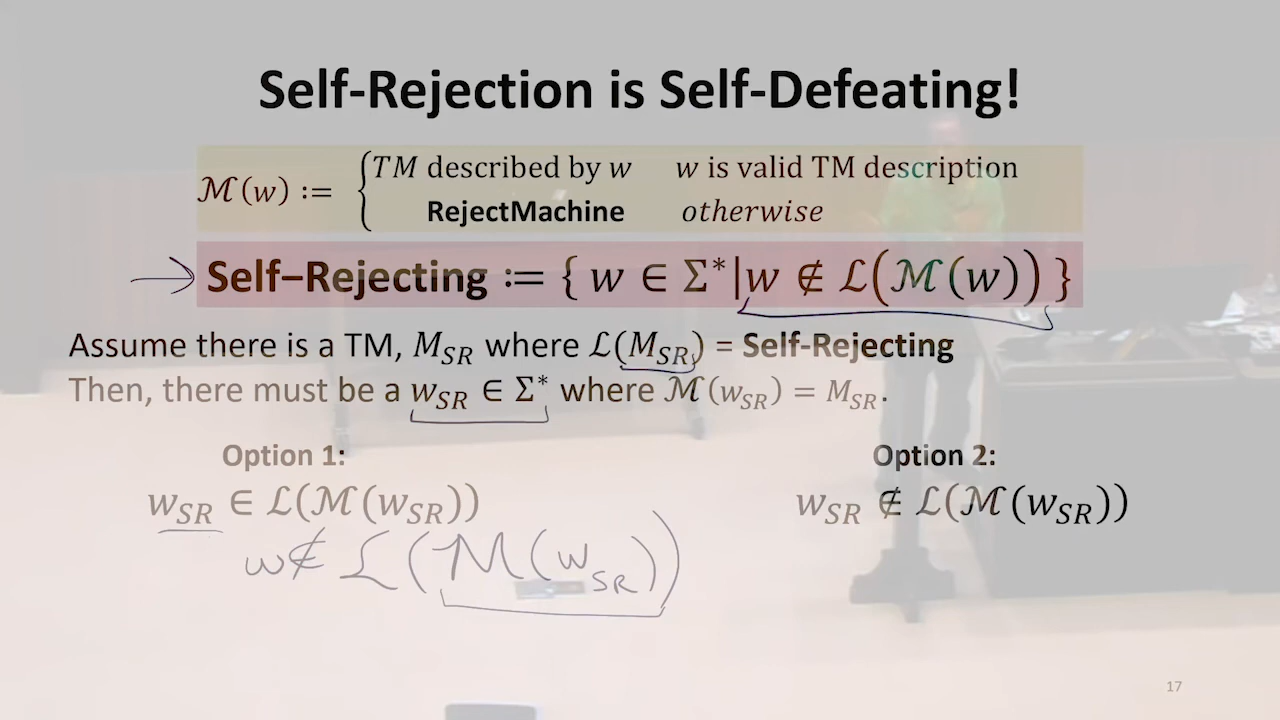 Self-Rejection is Self-Defeating!
ℳ(w) := { TM described by w    w is valid TM description
RejectMachine    otherwise
Self–Rejecting := { w ∈ Σ* | w ∉ ℒ(ℳ(w)) }
Assume there is a TM, M_SR where ℒ(M_SR) = Self-Rejecting
Then, there must be a w_SR ∈ Σ* where ℳ(w_SR) = M_SR.
Option 1:    Option 2:
w_SR ∈ ℒ(ℳ(w_SR))    w_SR ∉ ℒ(ℳ(w_SR))
w ∉ ℒ(ℳ(w_SR))
17